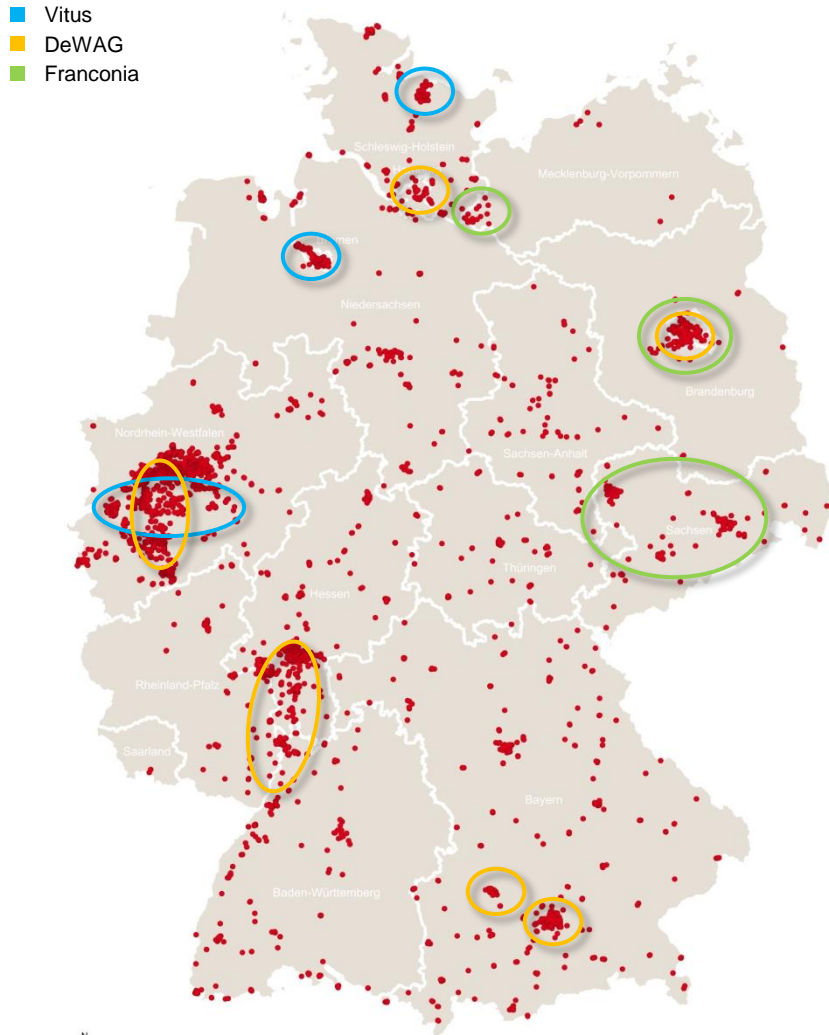 Vitus
DeWAG
Franconia
Schleswig-Holstein
Mecklenburg-Vorpommern
Niedersachsen
Brandenburg
Nordrhein-Westfalen
Sachsen-Anhalt
Sachsen
Thüringen
Hessen
Rheinland-Pfalz
Saarland
Bayern
Baden-Württemberg
N